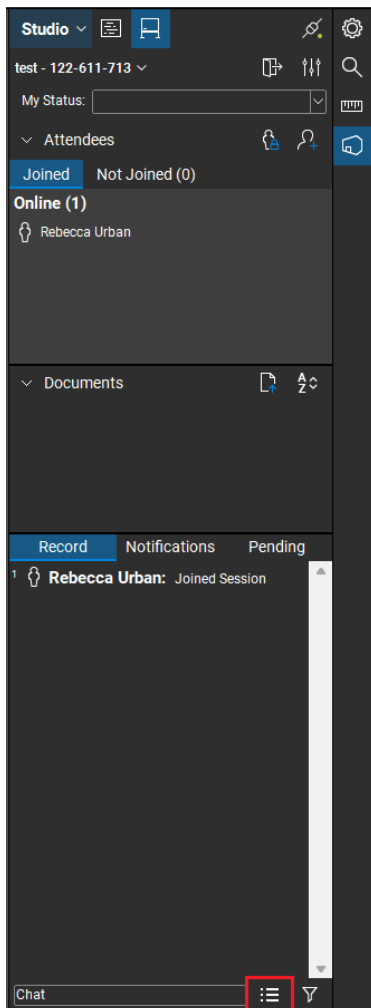 Studio
test - 122-611-713
My Status:
Attendees
Joined Not Joined (0)
Online (1)
Rebecca Urban
Documents
A
Z
Record Notifications Pending
1 Rebecca Urban: Joined Session
Chat